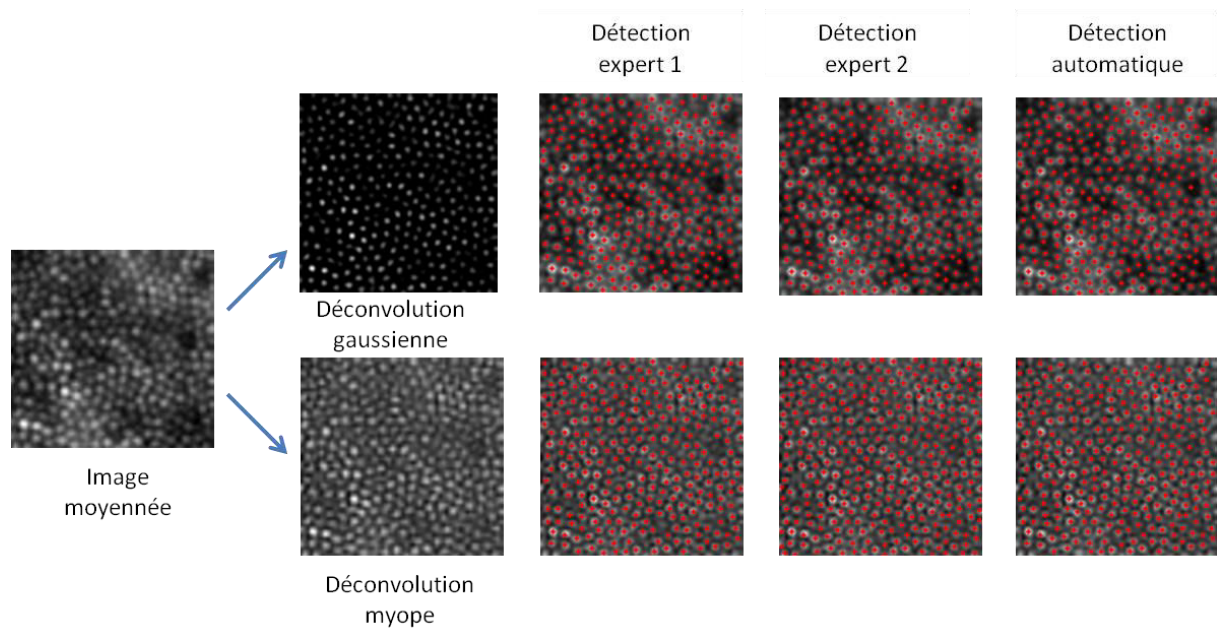 Détection
expert 1
Détection
expert 2
Détection
automatique
Déconvolution
gaussienne
Image
moyennée
Déconvolution
myope